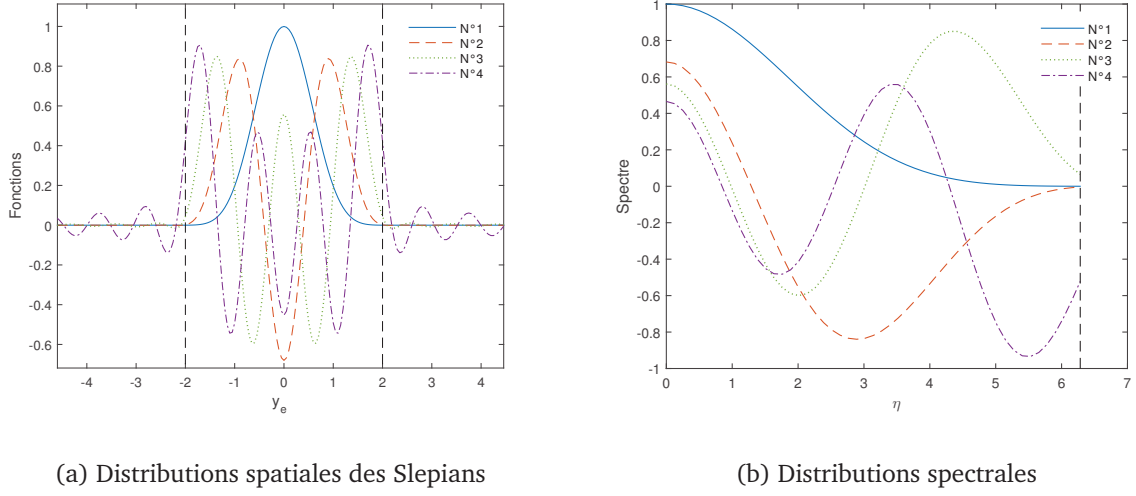 N°1
N°2
N°3
N°4
1
0.8
0.6
0.4
0.2
0
-0.2
-0.4
-0.6
Fonctions
-4 -3 -2 -1 0 1 2 3 4
y_e
(a) Distributions spatiales des Slepians
N°1
N°2
N°3
N°4
1
0.8
0.6
0.4
0.2
0
-0.2
-0.4
-0.6
-0.8
-1
Spectre
0 1 2 3 4 5 6 7
η
(b) Distributions spectrales